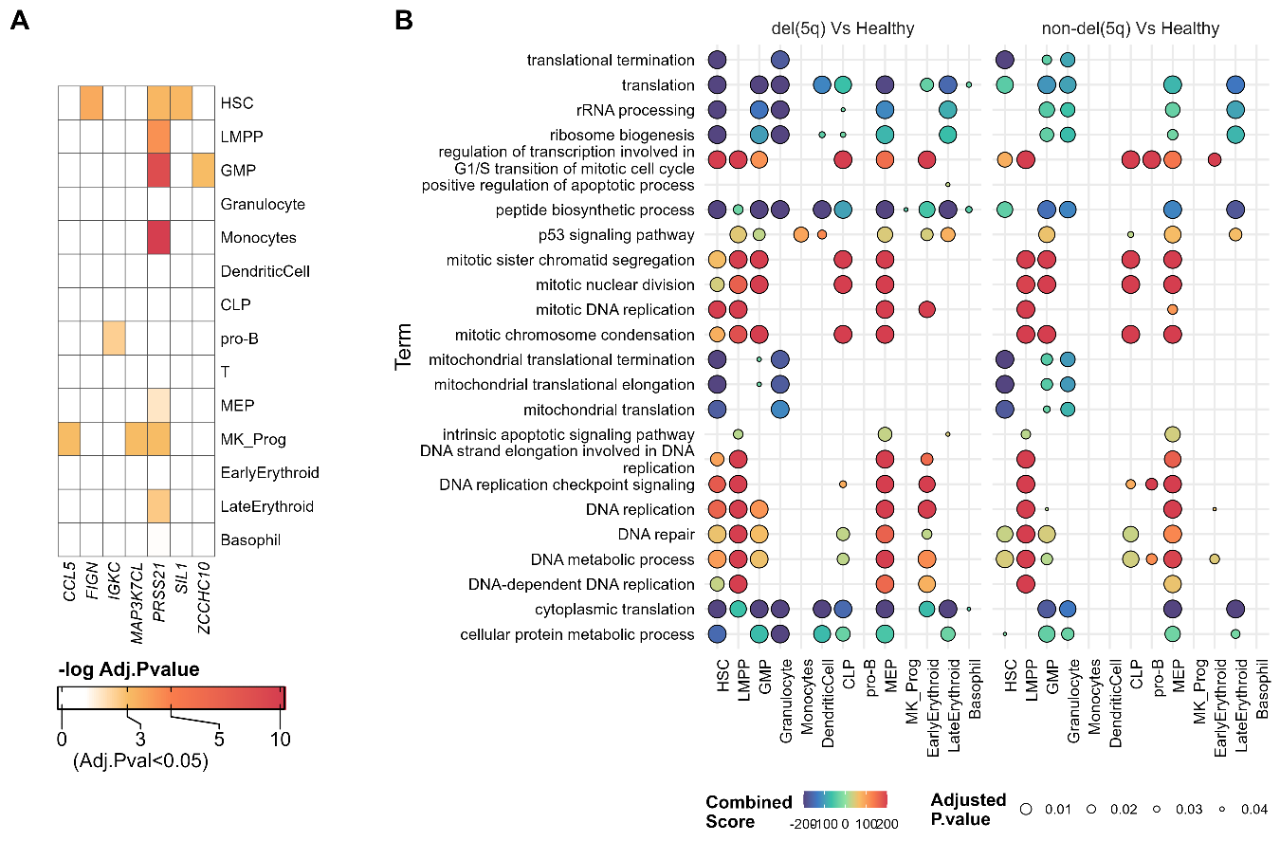 A
HSC
LMPP
GMP
Granulocyte
Monocytes
DendriticCell
CLP
pro-B
T
MEP
MK_Prog
EarlyErythroid
LateErythroid
Basophil
CCL5
FIGN
IGKC
MAP3K7CL
PRSS21
SIL1
ZCCHC10
-log Adj.Pvalue
0 3 5 10
(Adj.Pval<0.05)
B
del(5q) Vs Healthy
non-del(5q) Vs Healthy
Term
translational termination
translation
rRNA processing
ribosome biogenesis
regulation of transcription involved in
G1/S transition of mitotic cell cycle
positive regulation of apoptotic process
peptide biosynthetic process
p53 signaling pathway
mitotic sister chromatid segregation
mitotic nuclear division
mitotic DNA replication
mitotic chromosome condensation
mitochondrial translational termination
mitochondrial translational elongation
mitochondrial translation
intrinsic apoptotic signaling pathway
DNA strand elongation involved in DNA
replication
DNA replication checkpoint signaling
DNA replication
DNA repair
DNA metabolic process
DNA-dependent DNA replication
cytoplasmic translation
cellular protein metabolic process
HSC
LMPP
GMP
Granulocyte
Monocytes
DendriticCell
CLP
pro-B
MEP
MK_Prog
EarlyErythroid
LateErythroid
Basophil
HSC
LMPP
GMP
Granulocyte
Monocytes
DendriticCell
CLP
pro-B
MEP
MK_Prog
EarlyErythroid
LateErythroid
Basophil
Combined
Score
-200 -100 0 100 200
Adjusted
P.value
0.01 0.02 0.03 0.04